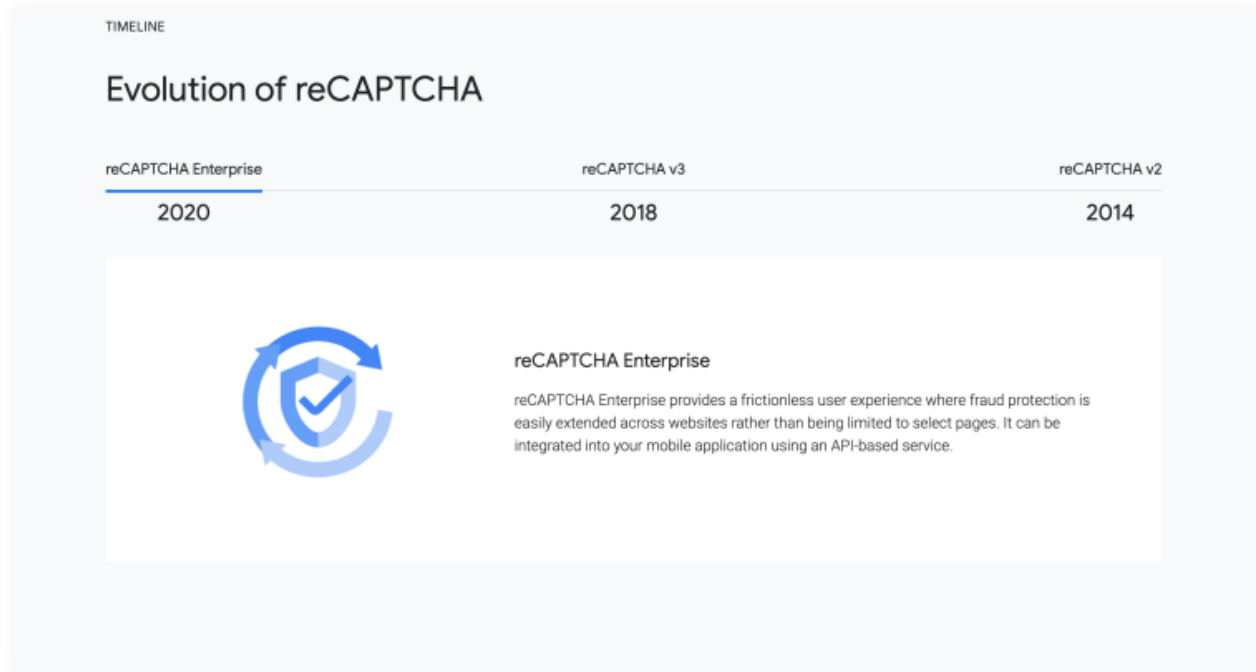 TIMELINE
Evolution of reCAPTCHA
reCAPTCHA Enterprise
reCAPTCHA v3
reCAPTCHA v2
2020
2018
2014
reCAPTCHA Enterprise
reCAPTCHA Enterprise provides a frictionless user experience where fraud protection is
easily extended across websites rather than being limited to select pages. It can be
integrated into your mobile application using an API-based service.